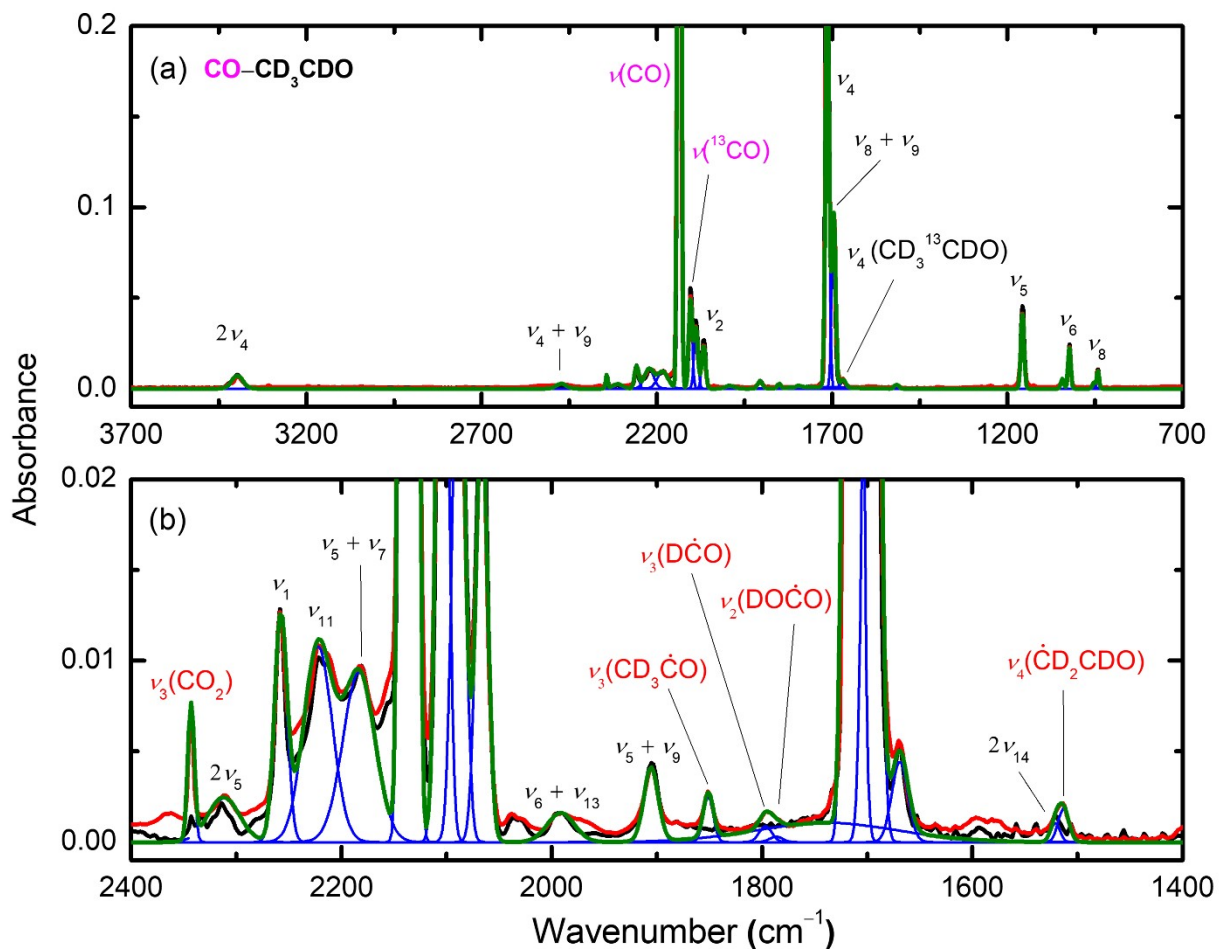 0.2
(a) CO–CD₃CDO
ν(CO)
ν(¹³CO)
ν₄
ν₈ + ν₉
ν₄ (CD₃¹³CDO)
0.1
2ν₄
ν₄ + ν₉
ν₂
ν₅
ν₆
ν₈
0.0
3700 3200 2700 2200 1700 1200 700
Absorbance
0.02
(b)
ν₅ + ν₇
ν₁
ν₁₁
ν₃(DĊO)
ν₂(DOĊO)
0.01
ν₃(CO₂)
ν₃(CD₃ĊO)
ν₄(ĊD₂CDO)
2ν₅
ν₆ + ν₁₃
ν₅ + ν₉
2ν₁₄
0.00
2400 2200 2000 1800 1600 1400
Wavenumber (cm⁻¹)